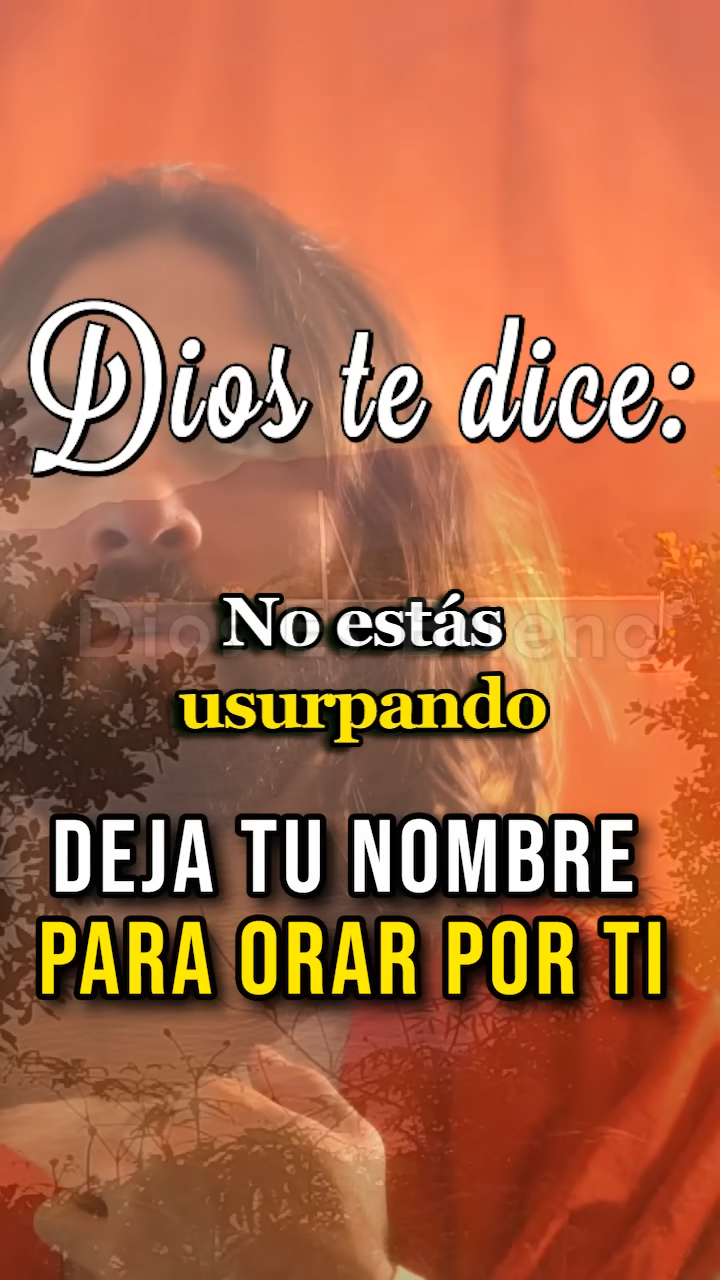 Dios te dice:
No estás
usurpando
DEJA TU NOMBRE
PARA ORAR POR TI